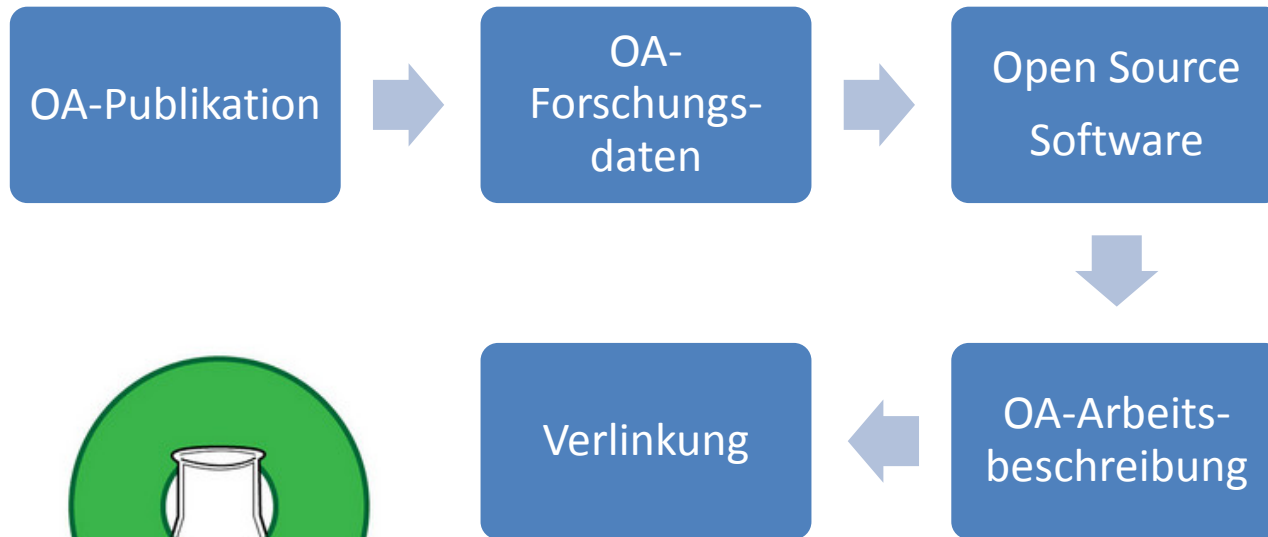 OA-Publikation
OA-
Forschungs-
daten
Open Source
Software
OA-Arbeits-
beschreibung
Verlinkung